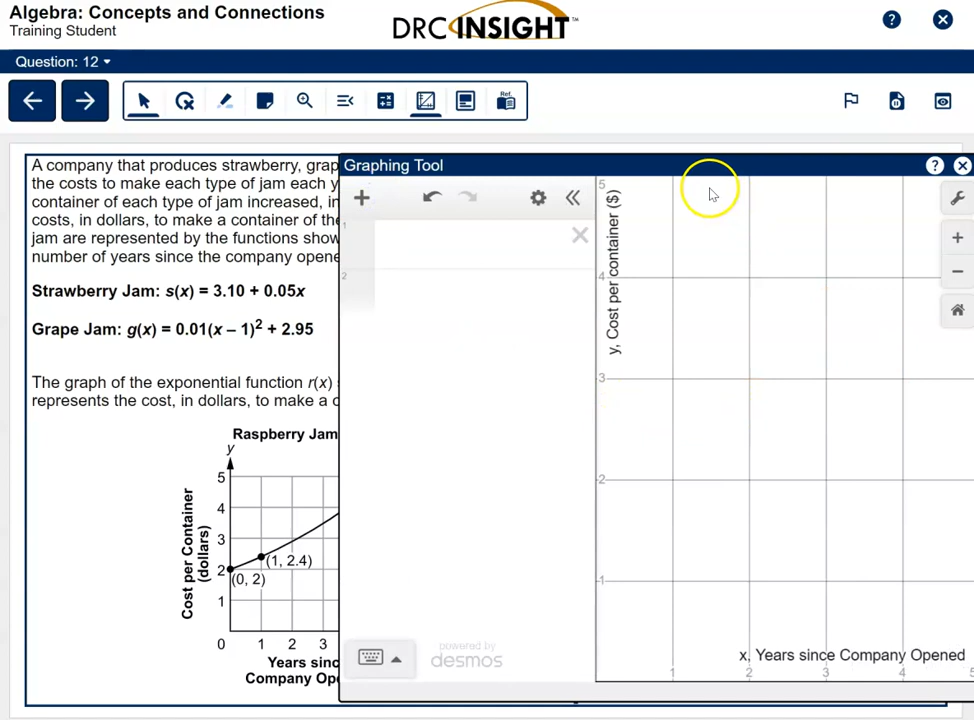 Algebra: Concepts and Connections
Training Student
DRC INSIGHT™
Question: 12
Ref.
A company that produces strawberry, grap
the costs to make each type of jam each y
container of each type of jam increased, in
costs, in dollars, to make a container of the
jam are represented by the functions show
number of years since the company opene
Strawberry Jam: s(x) = 3.10 + 0.05x
Grape Jam: g(x) = 0.01(x – 1)² + 2.95
The graph of the exponential function r(x)
represents the cost, in dollars, to make a c
Raspberry Jam
y
5
4
3
2
1
0
1 2 3
(0, 2)
(1, 2.4)
Cost per Container
(dollars)
Years sinc
Company Ope
Graphing Tool
1
2
powered by
desmos
y, Cost per container ($)
5
4
3
2
1
x, Years since Company Opened
1 2 3 4 5